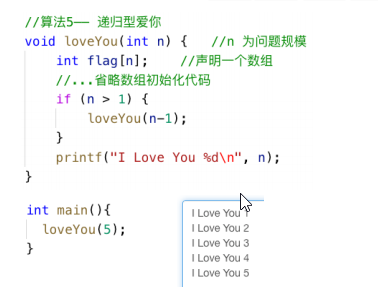 //算法5—— 递归型爱你
void loveYou(int n) {   //n 为问题规模
    int flag[n];    //声明一个数组
    //...省略数组初始化代码
    if (n > 1) {
        loveYou(n-1);
    }
    printf("I Love You %d\n", n);
}
int main(){
  loveYou(5);
}
I Love You 1
I Love You 2
I Love You 3
I Love You 4
I Love You 5